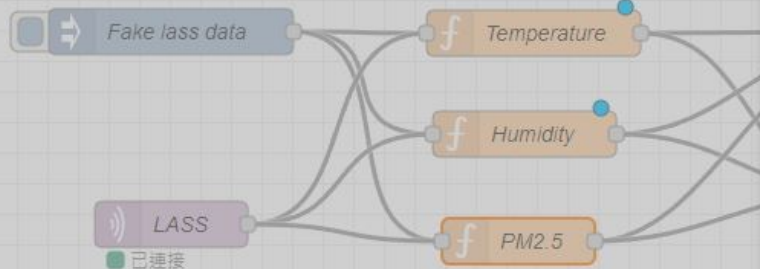 Fake lass data
Temperature
Humidity
LASS
PM2.5
已連接